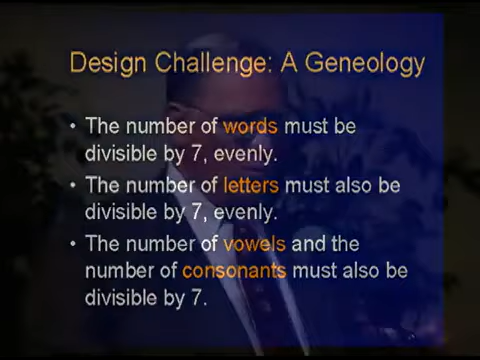 Design Challenge: A Geneology
• The number of words must be
divisible by 7, evenly.
• The number of letters must also be
divisible by 7, evenly.
• The number of vowels and the
number of consonants must also be
divisible by 7.